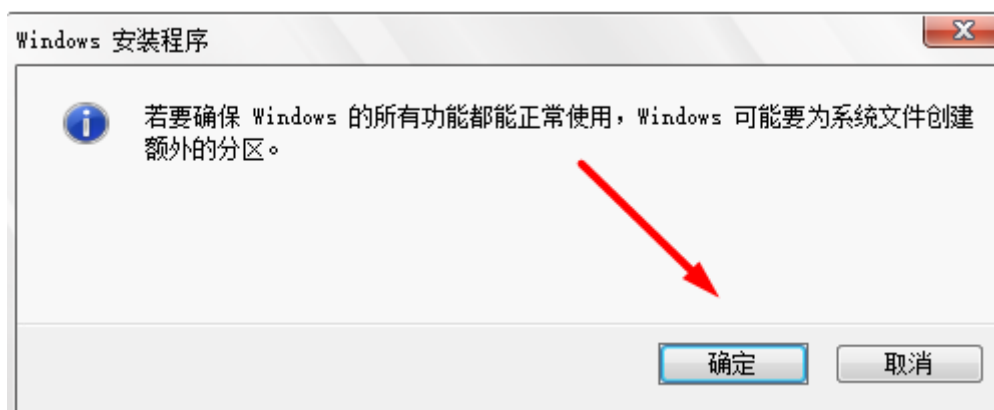 Windows 安装程序
若要确保 Windows 的所有功能都能正常使用，Windows 可能要为系统文件创建
额外的分区。
确定
取消